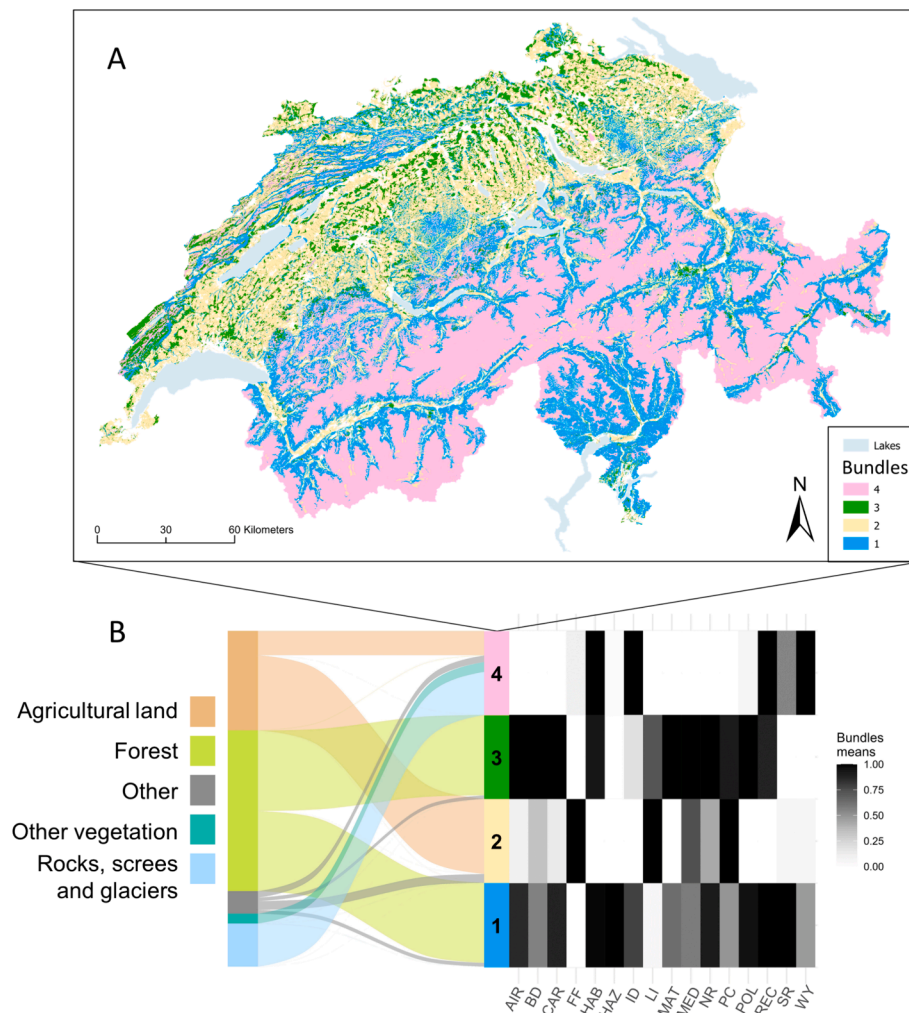 A
Lakes
Bundles
4
3
2
1
N
0 30 60 Kilometers
B
Agricultural land
Forest
Other
Other vegetation
Rocks, screes
and glaciers
4
3
2
1
Bundles
means
1.00
0.75
0.50
0.25
0.00
AIR
BD
CAR
FF
HAB
HAZ
ID
LI
MAT
MED
NR
PC
POL
REC
SR
WY